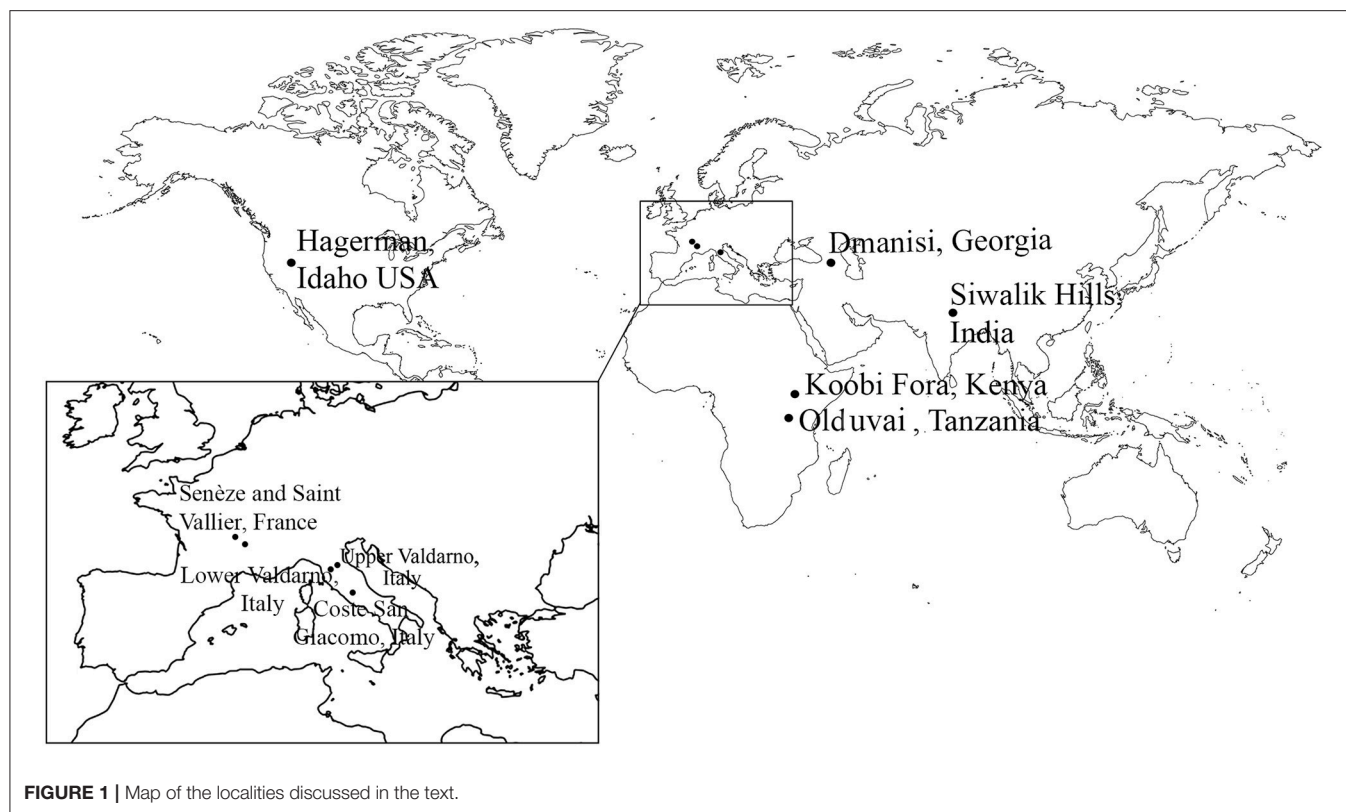 Hagerman,
Idaho USA
Dmanisi, Georgia
Siwalik Hills,
India
Koobi Fora, Kenya
Olduvai , Tanzania
Senèze and Saint
Vallier, France
Upper Valdarno,
Italy
Lower Valdarno,
Italy
Coste San
Giacomo, Italy
FIGURE 1 | Map of the localities discussed in the text.